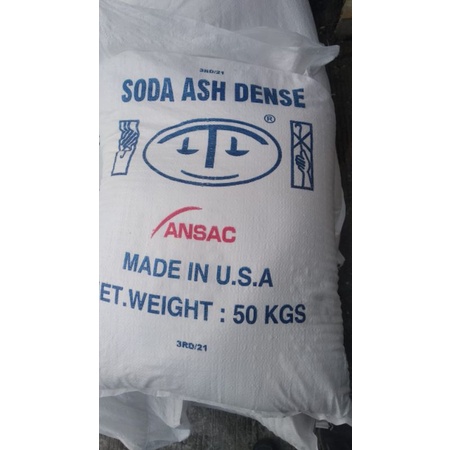 3RD/21
SODA ASH DENSE
®
ANSAC
MADE IN U.S.A
ET.WEIGHT : 50 KGS
3RD/21